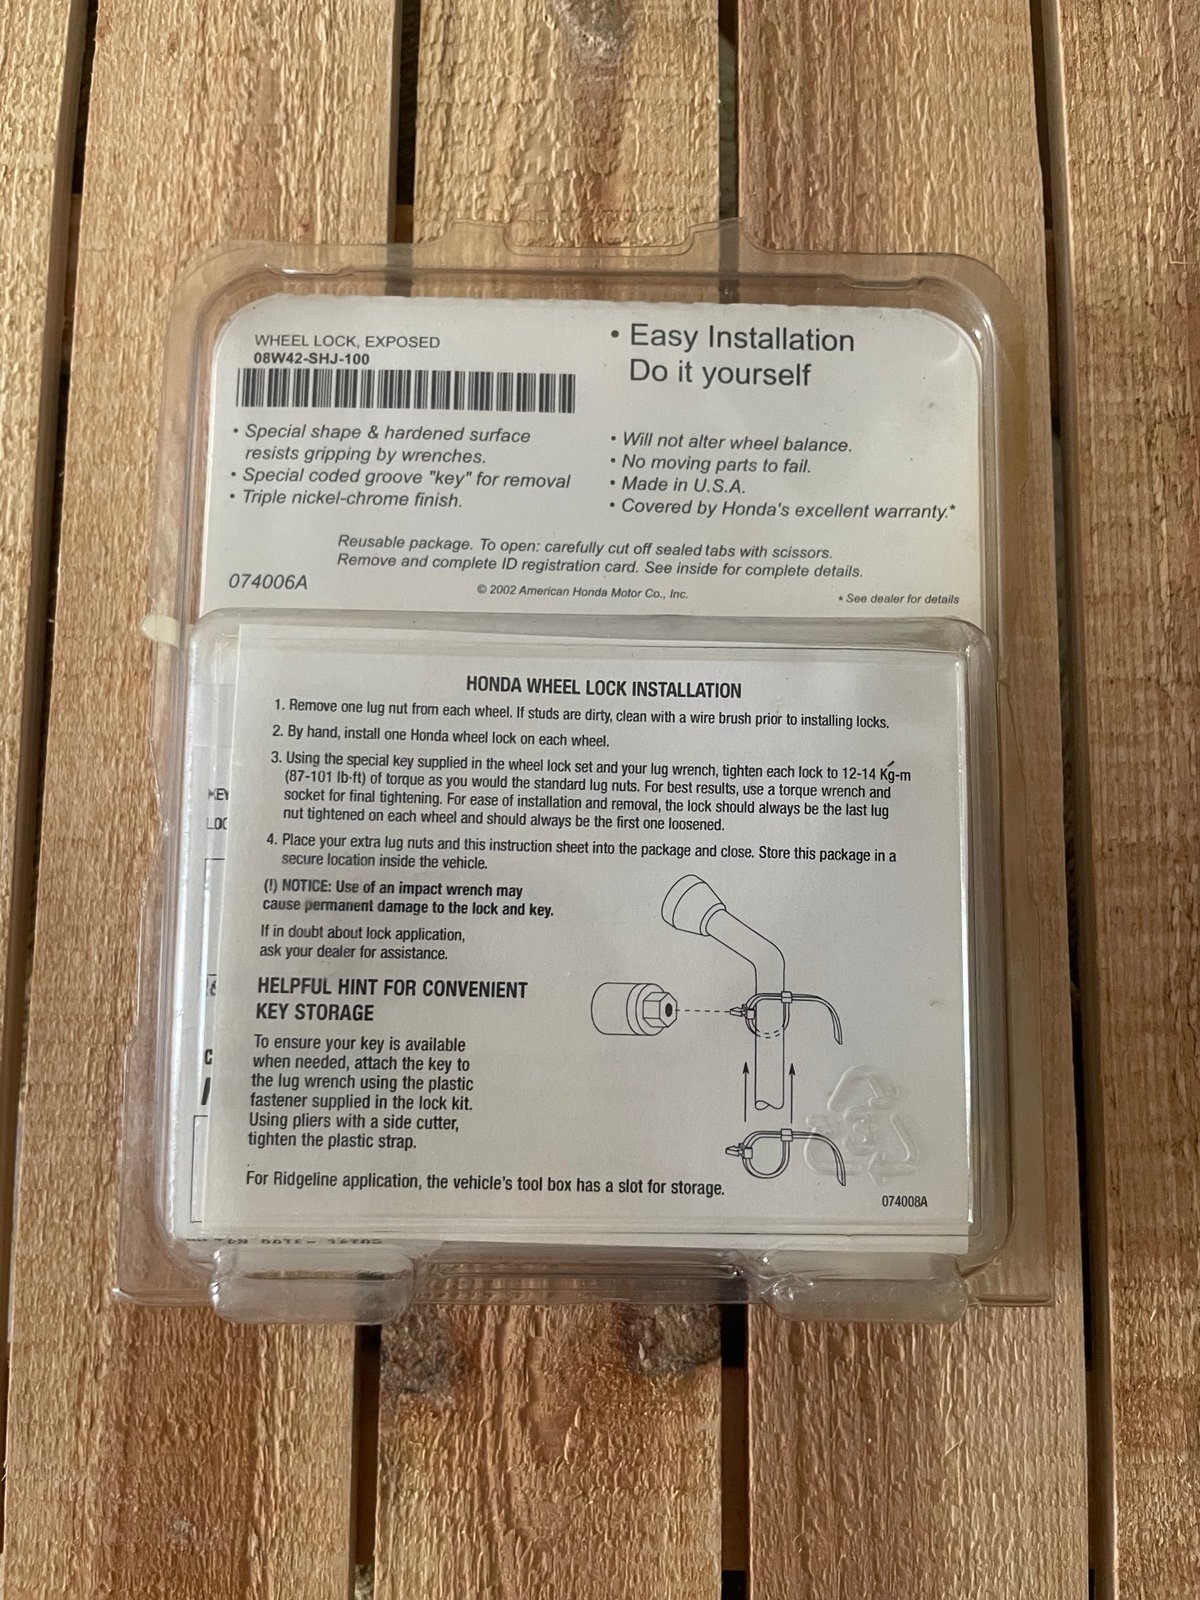 WHEEL LOCK, EXPOSED
08W42-SHJ-100
• Easy Installation
Do it yourself
• Special shape & hardened surface
resists gripping by wrenches.
• Special coded groove "key" for removal
• Triple nickel-chrome finish.
• Will not alter wheel balance.
• No moving parts to fail.
• Made in U.S.A.
• Covered by Honda's excellent warranty.*
Reusable package. To open: carefully cut off sealed tabs with scissors.
Remove and complete ID registration card. See inside for complete details.
074006A
© 2002 American Honda Motor Co., Inc.
* See dealer for details
HONDA WHEEL LOCK INSTALLATION
1. Remove one lug nut from each wheel. If studs are dirty, clean with a wire brush prior to installing locks.
2. By hand, install one Honda wheel lock on each wheel.
3. Using the special key supplied in the wheel lock set and your lug wrench, tighten each lock to 12-14 Kg-m
(87-101 lb·ft) of torque as you would the standard lug nuts. For best results, use a torque wrench and
socket for final tightening. For ease of installation and removal, the lock should always be the last lug
nut tightened on each wheel and should always be the first one loosened.
4. Place your extra lug nuts and this instruction sheet into the package and close. Store this package in a
secure location inside the vehicle.
(!) NOTICE: Use of an impact wrench may
cause permanent damage to the lock and key.
If in doubt about lock application,
ask your dealer for assistance.
HELPFUL HINT FOR CONVENIENT
KEY STORAGE
To ensure your key is available
when needed, attach the key to
the lug wrench using the plastic
fastener supplied in the lock kit.
Using pliers with a side cutter,
tighten the plastic strap.
For Ridgeline application, the vehicle's tool box has a slot for storage.
074008A
KEY